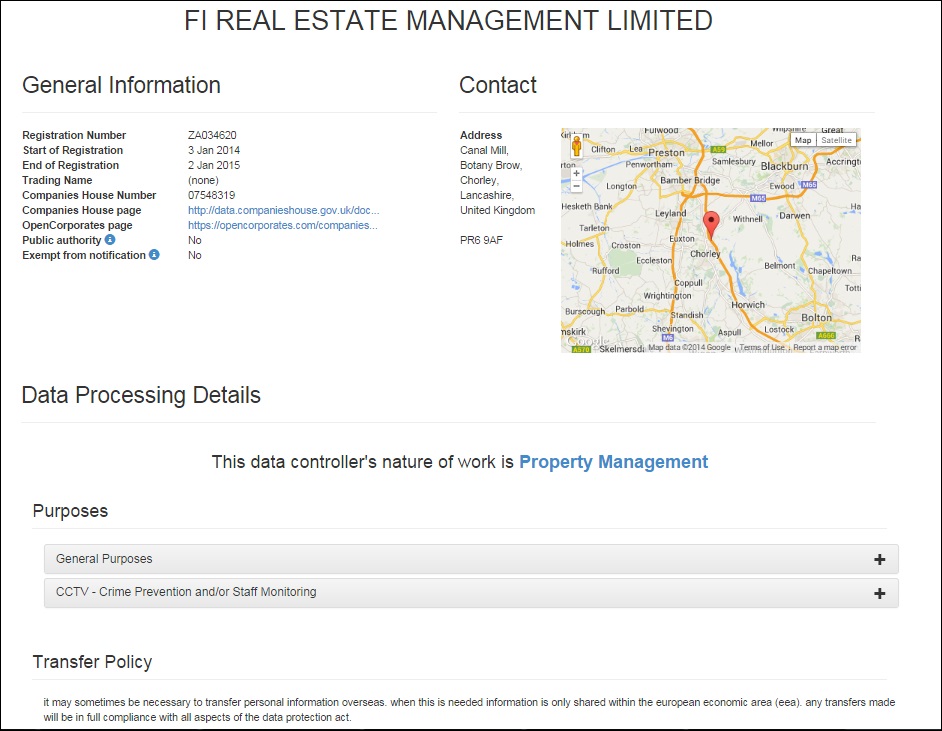 FI REAL ESTATE MANAGEMENT LIMITED
General Information
Registration Number ZA034620
Start of Registration 3 Jan 2014
End of Registration 2 Jan 2015
Trading Name (none)
Companies House Number 07548319
Companies House page http://data.companieshouse.gov.uk/doc...
OpenCorporates page https://opencorporates.com/companies...
Public authority No
Exempt from notification No
Contact
Address
Canal Mill,
Botany Brow,
Chorley,
Lancashire,
United Kingdom
PR6 9AF
Map Satellite
Fulwood
Great
Mellor
Clifton Lea Preston A59
Samlesbury Blackburn
Penwortham
Bamber Bridge
Longton Ewood M65
M65
Hesketh Bank
Leyland Withnell Darwen
Tarleton
Holmes Croston Euxton
Chorley
Eccleston
Rufford Belmont Chapeltown
Coppull
Wrightington Horwich
Burscough Parbold Standish
Bolton
Shevington Aspull Lostock
M6 A666
A570 Skelmersd
Map data ©2014 Google Terms of Use Report a map error
Data Processing Details
This data controller's nature of work is Property Management
Purposes
General Purposes
CCTV - Crime Prevention and/or Staff Monitoring
Transfer Policy
it may sometimes be necessary to transfer personal information overseas. when this is needed information is only shared within the european economic area (eea). any transfers made
will be in full compliance with all aspects of the data protection act.